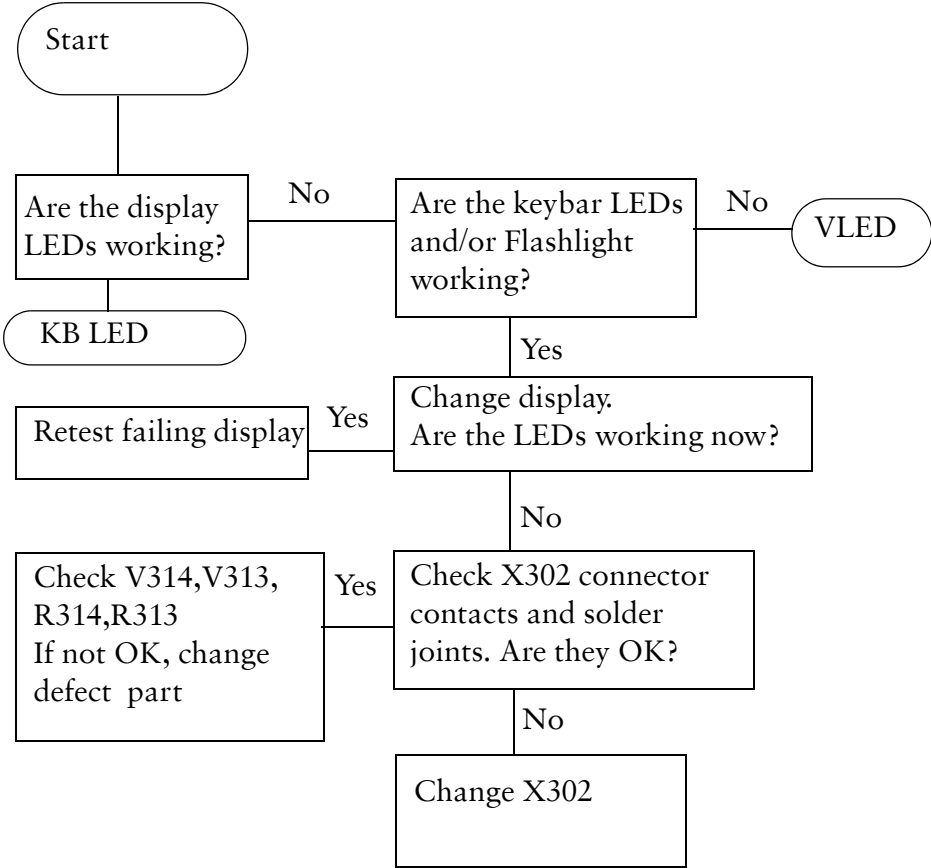 Start
Are the display
LEDs working?
No
Are the keybar LEDs
and/or Flashlight
working?
No
VLED
KB LED
Yes
Change display.
Are the LEDs working now?
Yes
Retest failing display
No
Check X302 connector
contacts and solder
joints. Are they OK?
Yes
Check V314,V313,
R314,R313
If not OK, change
defect part
No
Change X302